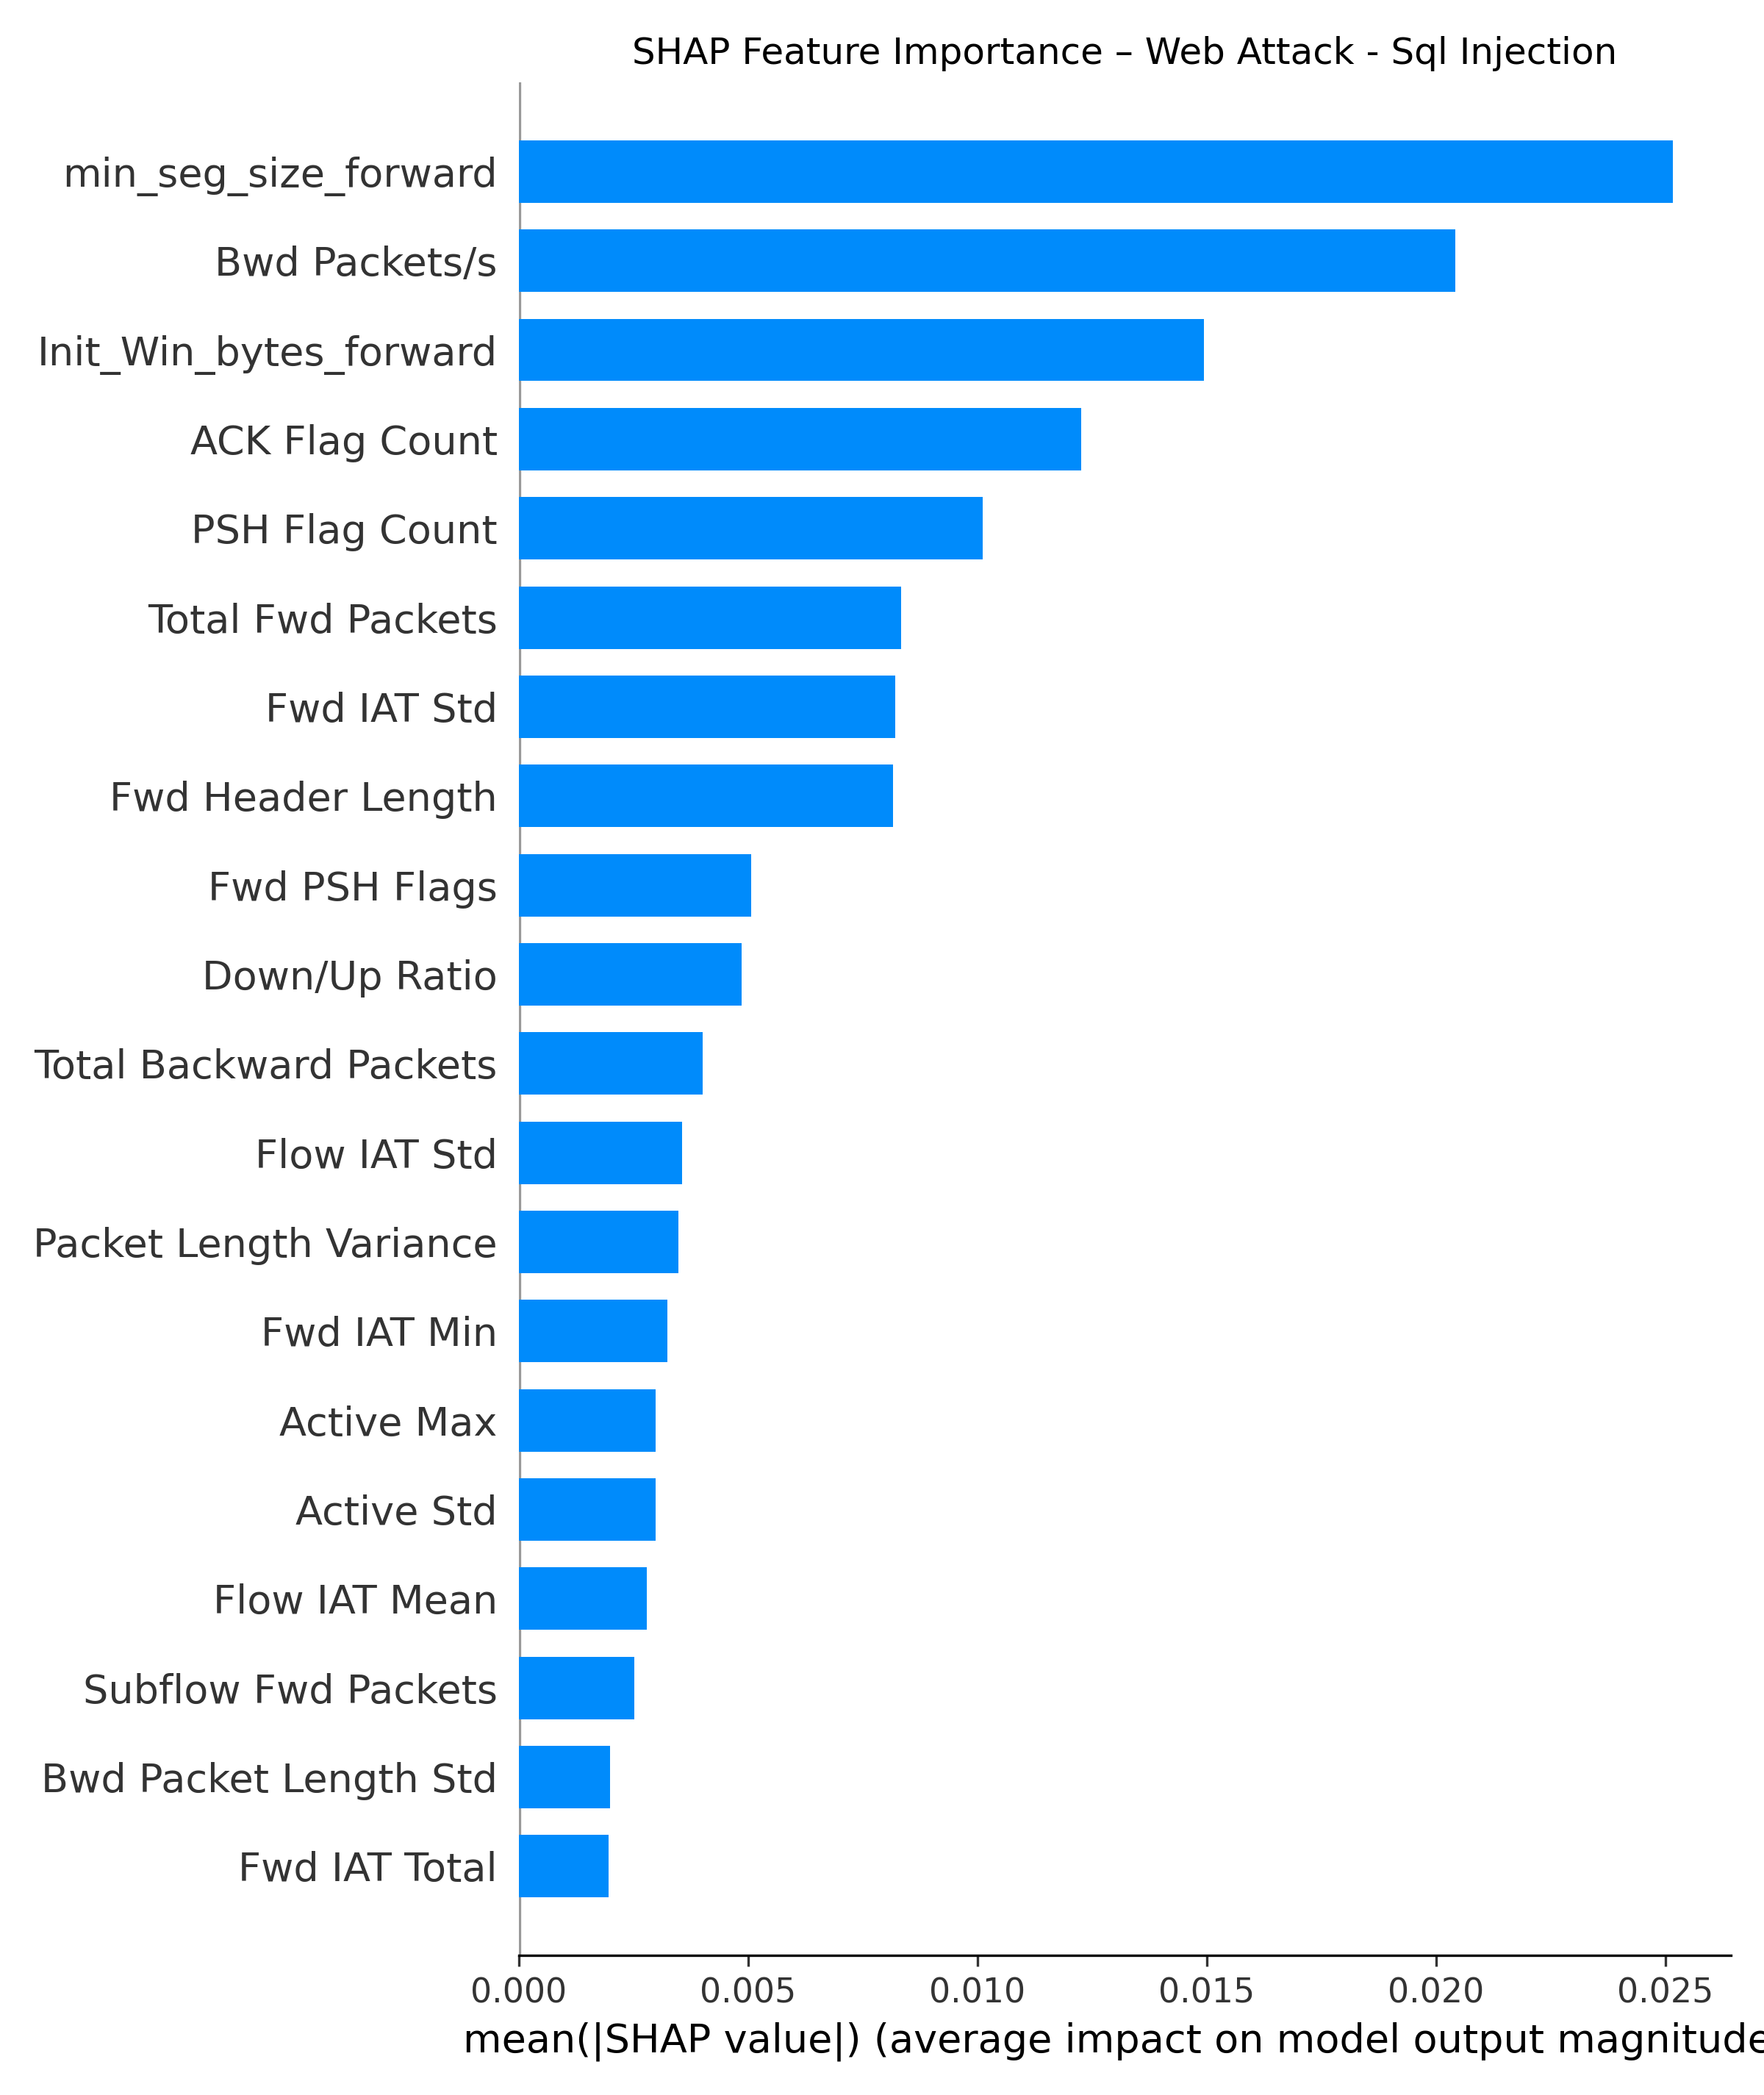 SHAP Feature Importance – Web Attack - Sql Injection
min_seg_size_forward
Bwd Packets/s
Init_Win_bytes_forward
ACK Flag Count
PSH Flag Count
Total Fwd Packets
Fwd IAT Std
Fwd Header Length
Fwd PSH Flags
Down/Up Ratio
Total Backward Packets
Flow IAT Std
Packet Length Variance
Fwd IAT Min
Active Max
Active Std
Flow IAT Mean
Subflow Fwd Packets
Bwd Packet Length Std
Fwd IAT Total
0.000 0.005 0.010 0.015 0.020 0.025
mean(|SHAP value|) (average impact on model output magnitude